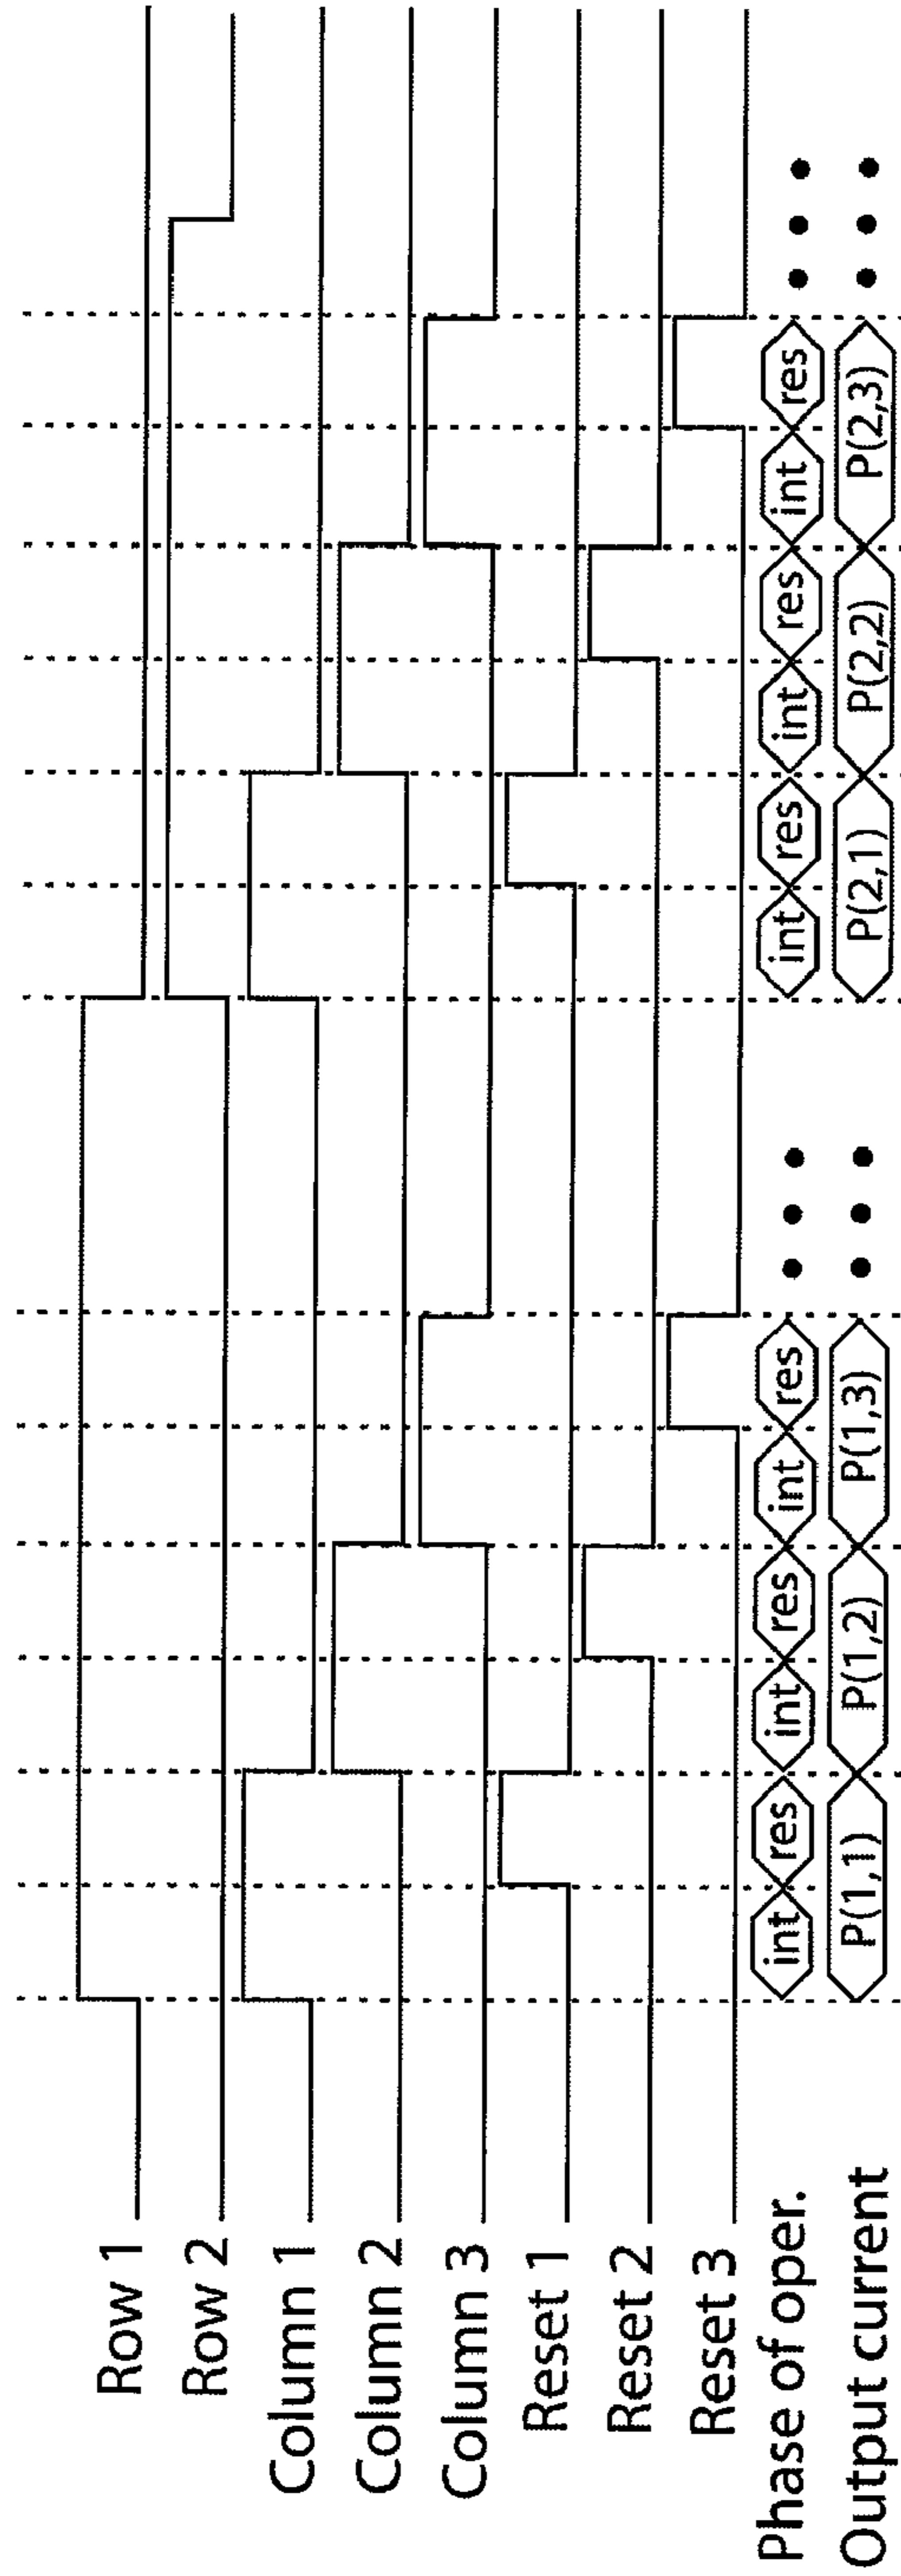 Row 1
Row 2
Column 1
Column 2
Column 3
Reset 1
Reset 2
Reset 3
Phase of oper. int res int res int res int res int res int res
Output current P(1,1) P(1,2) P(1,3) P(2,1) P(2,2) P(2,3)